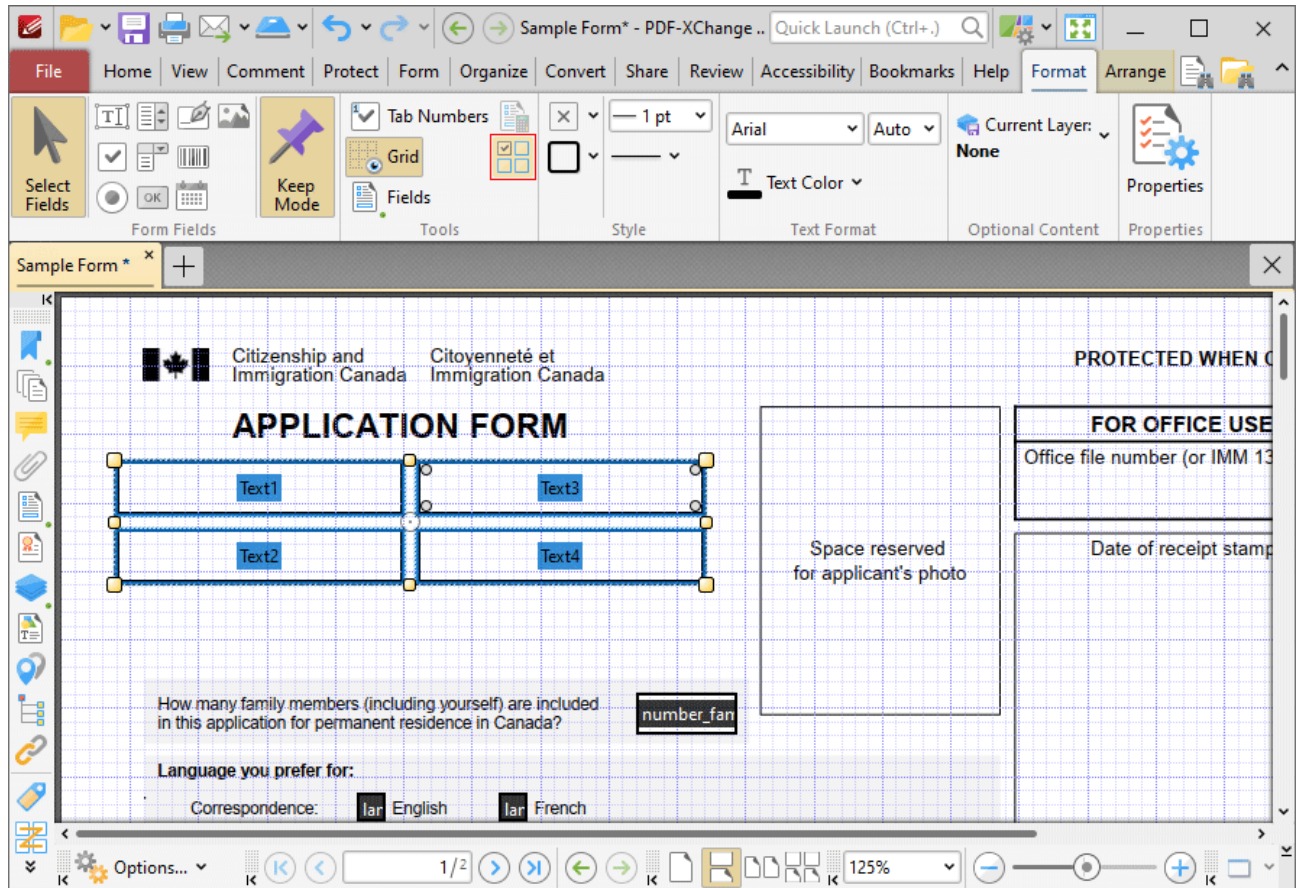 Sample Form* - PDF-XChange ..
Quick Launch (Ctrl+.)
File Home View Comment Protect Form Organize Convert Share Review Accessibility Bookmarks Help Format Arrange
Select Fields
OK
Form Fields
Keep Mode
Tab Numbers
Grid
Fields
Tools
1 pt
Style
Arial
Auto
Text Color
Text Format
Current Layer:
None
Optional Content
Properties
Properties
Sample Form *
Citizenship and
Immigration Canada
Citoyenneté et
Immigration Canada
PROTECTED WHEN C
APPLICATION FORM
FOR OFFICE USE
Office file number (or IMM 13
Text1
Text3
Text2
Text4
Space reserved
for applicant's photo
Date of receipt stamp
How many family members (including yourself) are included
in this application for permanent residence in Canada?
number_fam
Language you prefer for:
Correspondence: lar English lar French
Options...
1/2
125%